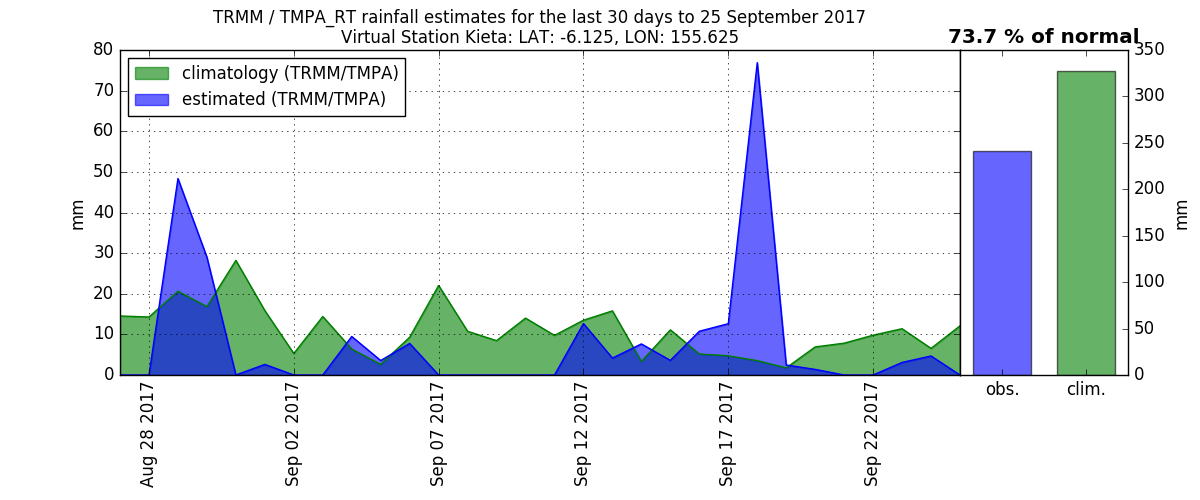 TRMM / TMPA_RT rainfall estimates for the last 30 days to 25 September 2017
Virtual Station Kieta: LAT: -6.125, LON: 155.625
73.7 % of normal
climatology (TRMM/TMPA)
estimated (TRMM/TMPA)
80
70
60
50
40
30
20
10
0
mm
Aug 28 2017
Sep 02 2017
Sep 07 2017
Sep 12 2017
Sep 17 2017
Sep 22 2017
350
300
250
200
150
100
50
0
mm
obs.
clim.